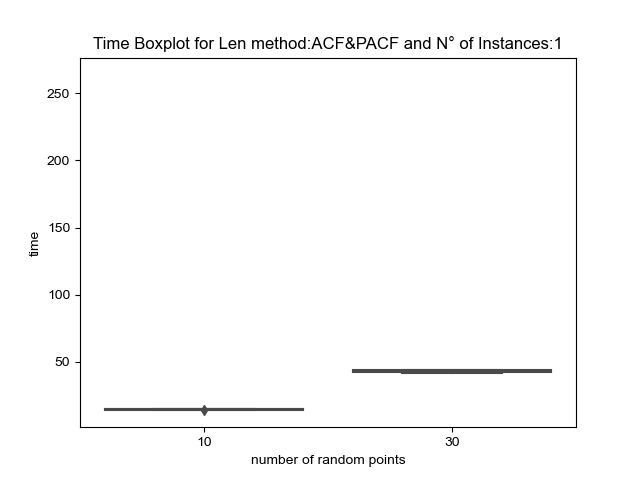 Time Boxplot for Len method:ACF&PACF and N° of Instances:1
250
200
150
100
50
time
10
30
number of random points